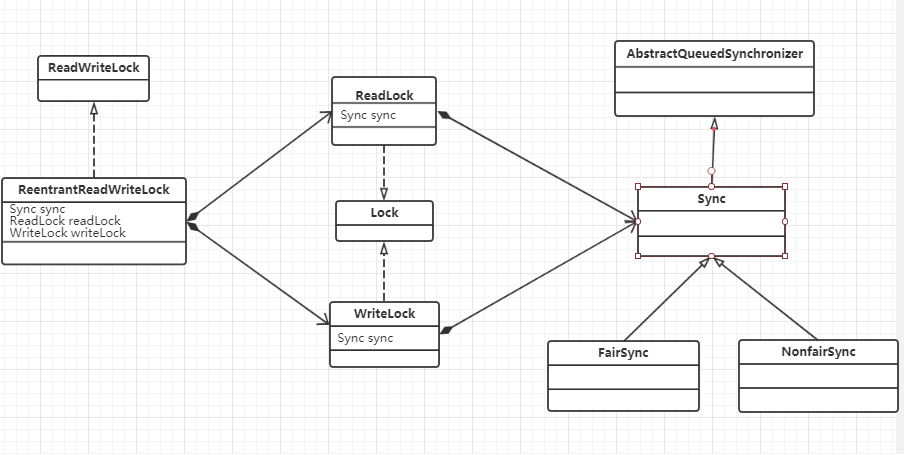 ReadWriteLock
ReentrantReadWriteLock
Sync sync
ReadLock readLock
WriteLock writeLock
ReadLock
Sync sync
Lock
WriteLock
Sync sync
AbstractQueuedSynchronizer
Sync
FairSync
NonfairSync